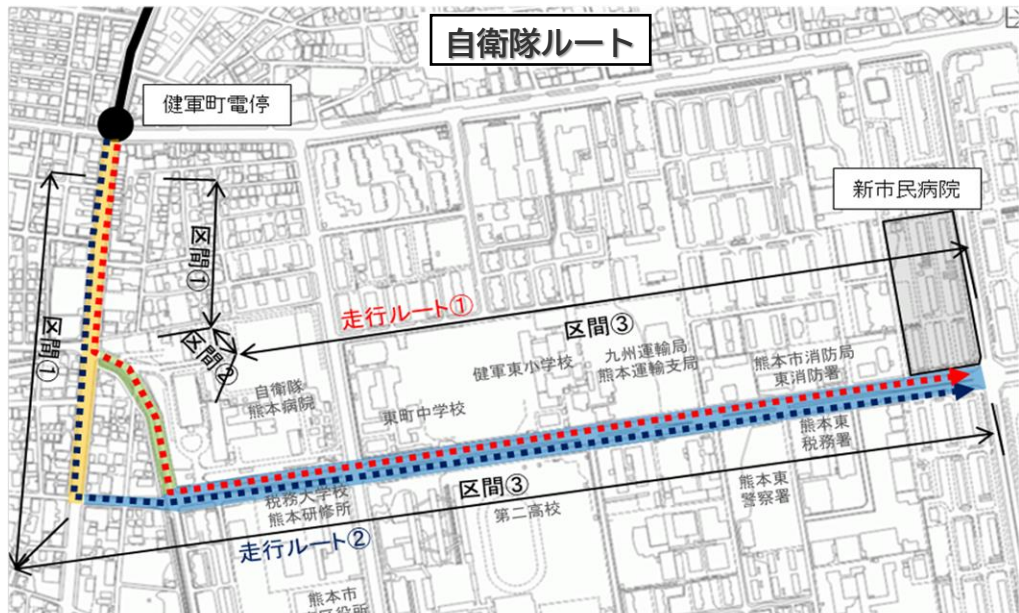 自衛隊ルート
健軍町電停
新市民病院
区間①
区間①
区間②
走行ルート①
区間③
自衛隊
熊本病院
東町中学校
健軍東小学校
九州運輸局
熊本運輸支局
熊本市消防局
東消防署
熊本東
税務署
区間③
税務大学校
熊本研修所
第二高校
熊本東
警察署
走行ルート②
熊本市